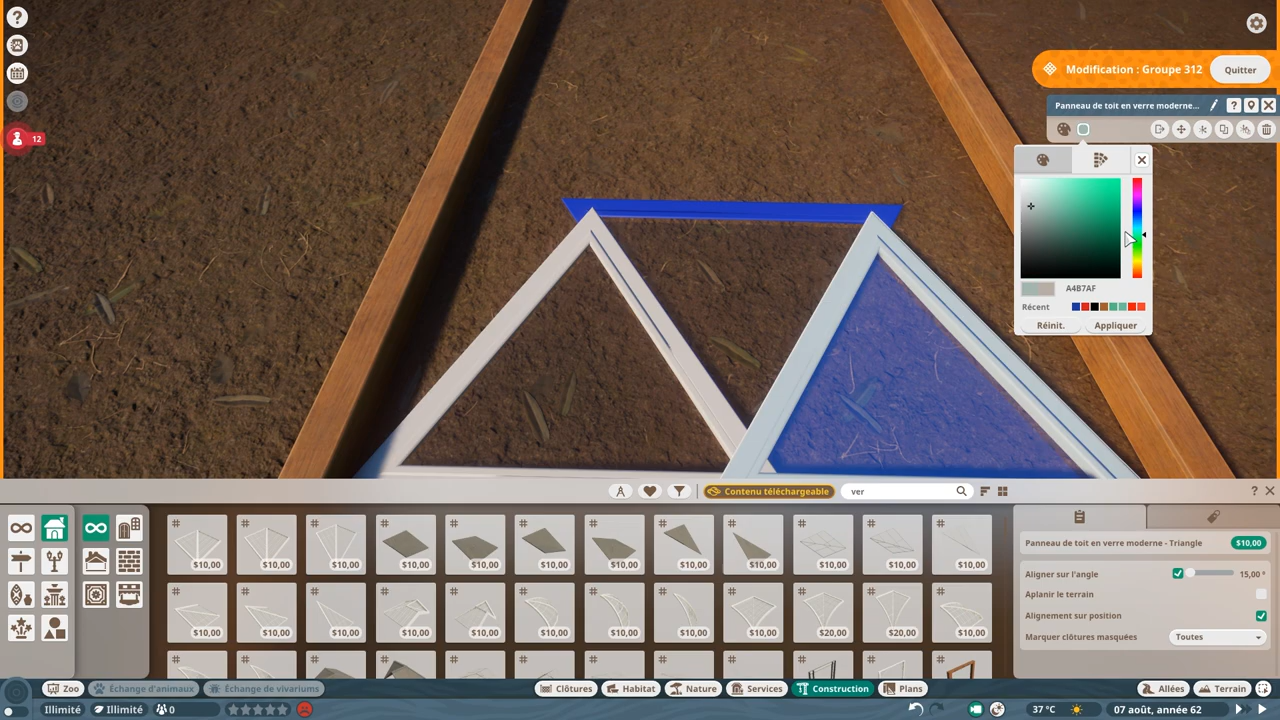 ?
Modification : Groupe 312
Quitter
Panneau de toit en verre moderne...
?
12
A4B7AF
Récent
Réinit.
Appliquer
Contenu téléchargeable
ver
?
$10,00 $10,00 $10,00 $10,00 $10,00 $10,00 $10,00 $10,00 $10,00 $10,00 $10,00 $10,00
$10,00 $10,00 $10,00 $10,00 $10,00 $10,00 $10,00 $10,00 $10,00 $20,00 $20,00 $10,00
Panneau de toit en verre moderne - Triangle
$10,00
Aligner sur l'angle
15,00 °
Aplanir le terrain
Alignement sur position
Marquer clôtures masquées
Toutes
Zoo
Échange d'animaux
Échange de vivariums
Clôtures
Habitat
Nature
Services
Construction
Plans
Allées
Terrain
Illimité
Illimité
0
37 °C
07 août, année 62